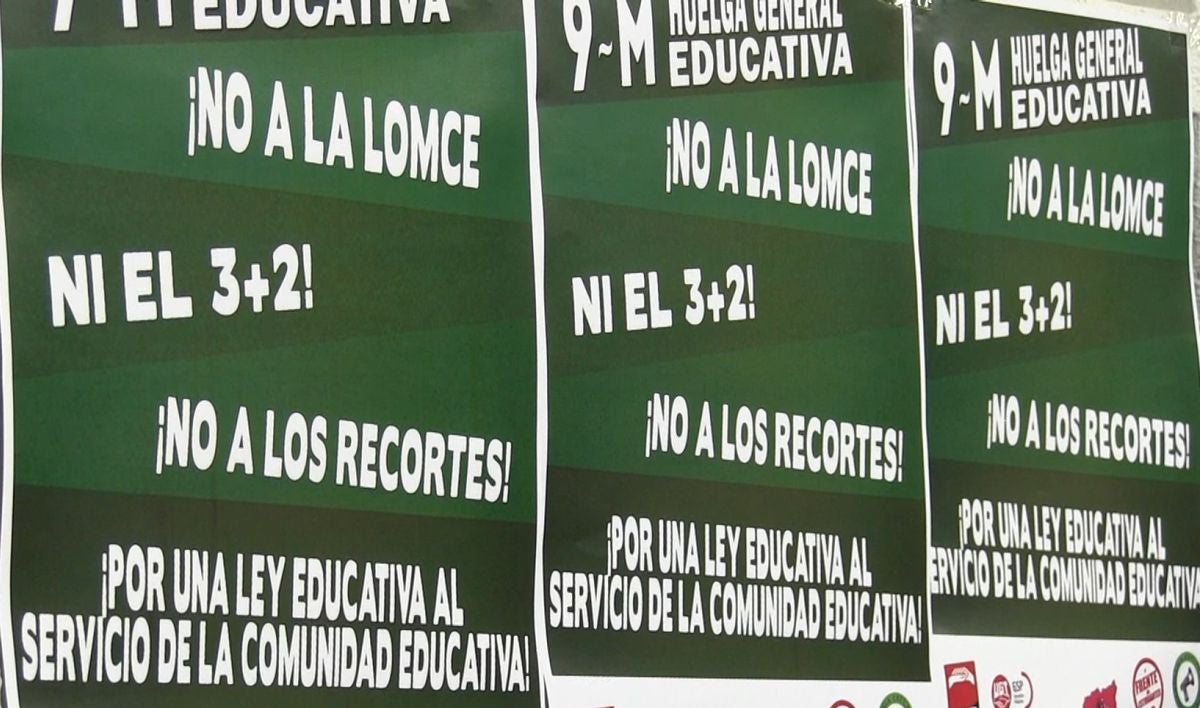 9-M
EDUCATIVA
¡NO A LA LOMCE
NI EL 3+2!
¡NO A LOS RECORTES!
¡POR UNA LEY EDUCATIVA AL
SERVICIO DE LA COMUNIDAD EDUCATIVA!
9~M HUELGA GENERAL
EDUCATIVA
¡NO A LA LOMCE
NI EL 3+2!
¡NO A LOS RECORTES!
¡POR UNA LEY EDUCATIVA AL
SERVICIO DE LA COMUNIDAD EDUCATIVA!
9~M HUELGA GENERAL
EDUCATIVA
¡NO A LA LOMCE
NI EL 3+2!
¡NO A LOS RECORTES!
¡POR UNA LEY EDUCATIVA AL
ERVICIO DE LA COMUNIDAD EDUCATIVA
FRENTE